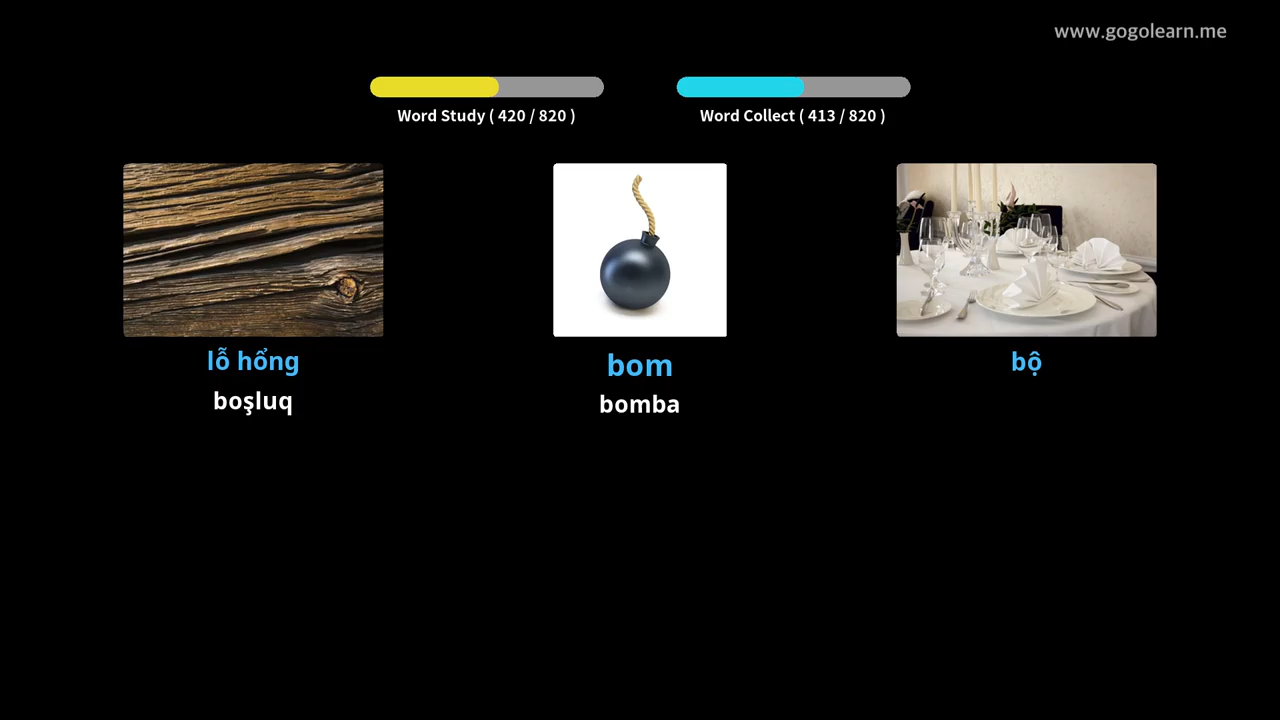 www.gogolearn.me
Word Study ( 420 / 820 )
Word Collect ( 413 / 820 )
lỗ hổng
boşluq
bom
bomba
bộ